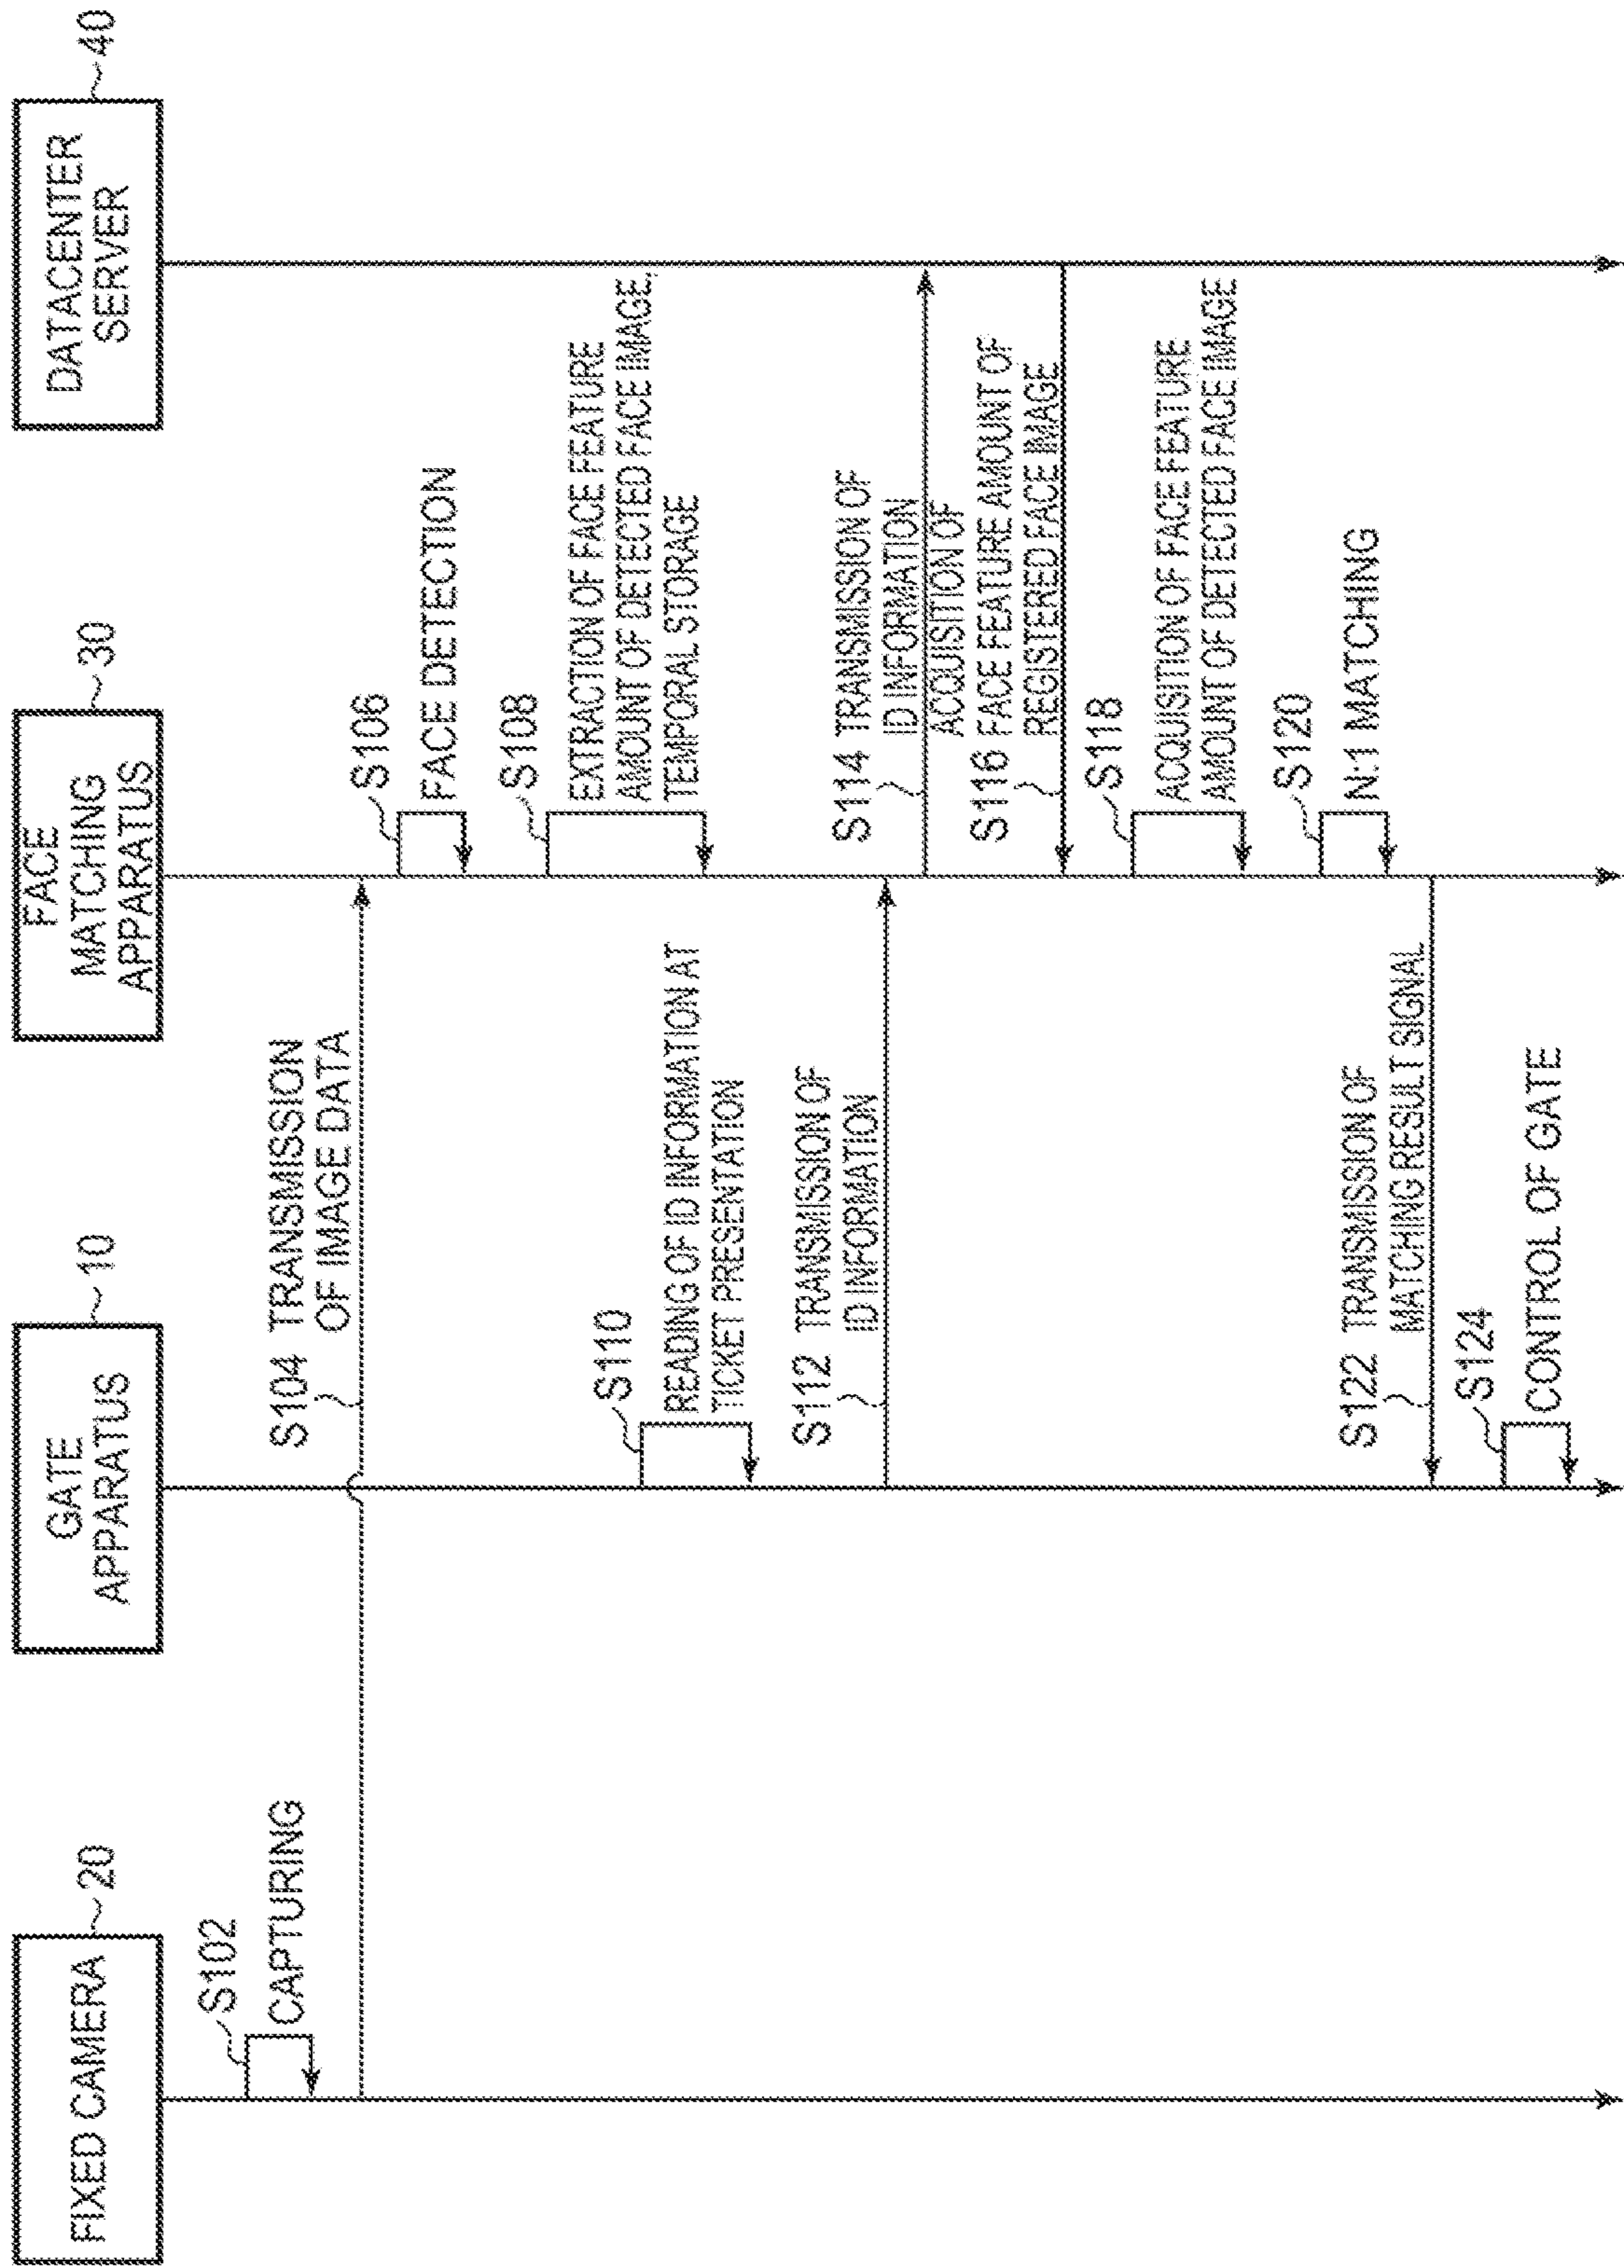 FIXED CAMERA
20
GATE
APPARATUS
10
FACE
MATCHING
APPARATUS
30
DATACENTER
SERVER
40
S102
CAPTURING
S104 TRANSMISSION
OF IMAGE DATA
S106
FACE DETECTION
S108
EXTRACTION OF FACE FEATURE
AMOUNT OF DETECTED FACE IMAGE,
TEMPORAL STORAGE
S110
READING OF ID INFORMATION AT
TICKET PRESENTATION
S112 TRANSMISSION OF
ID INFORMATION
S114 TRANSMISSION OF
ID INFORMATION
ACQUISITION OF
S116 FACE FEATURE AMOUNT OF
REGISTERED FACE IMAGE
S118
ACQUISITION OF FACE FEATURE
AMOUNT OF DETECTED FACE IMAGE
S120
N:1 MATCHING
S122 TRANSMISSION OF
MATCHING RESULT SIGNAL
S124
CONTROL OF GATE